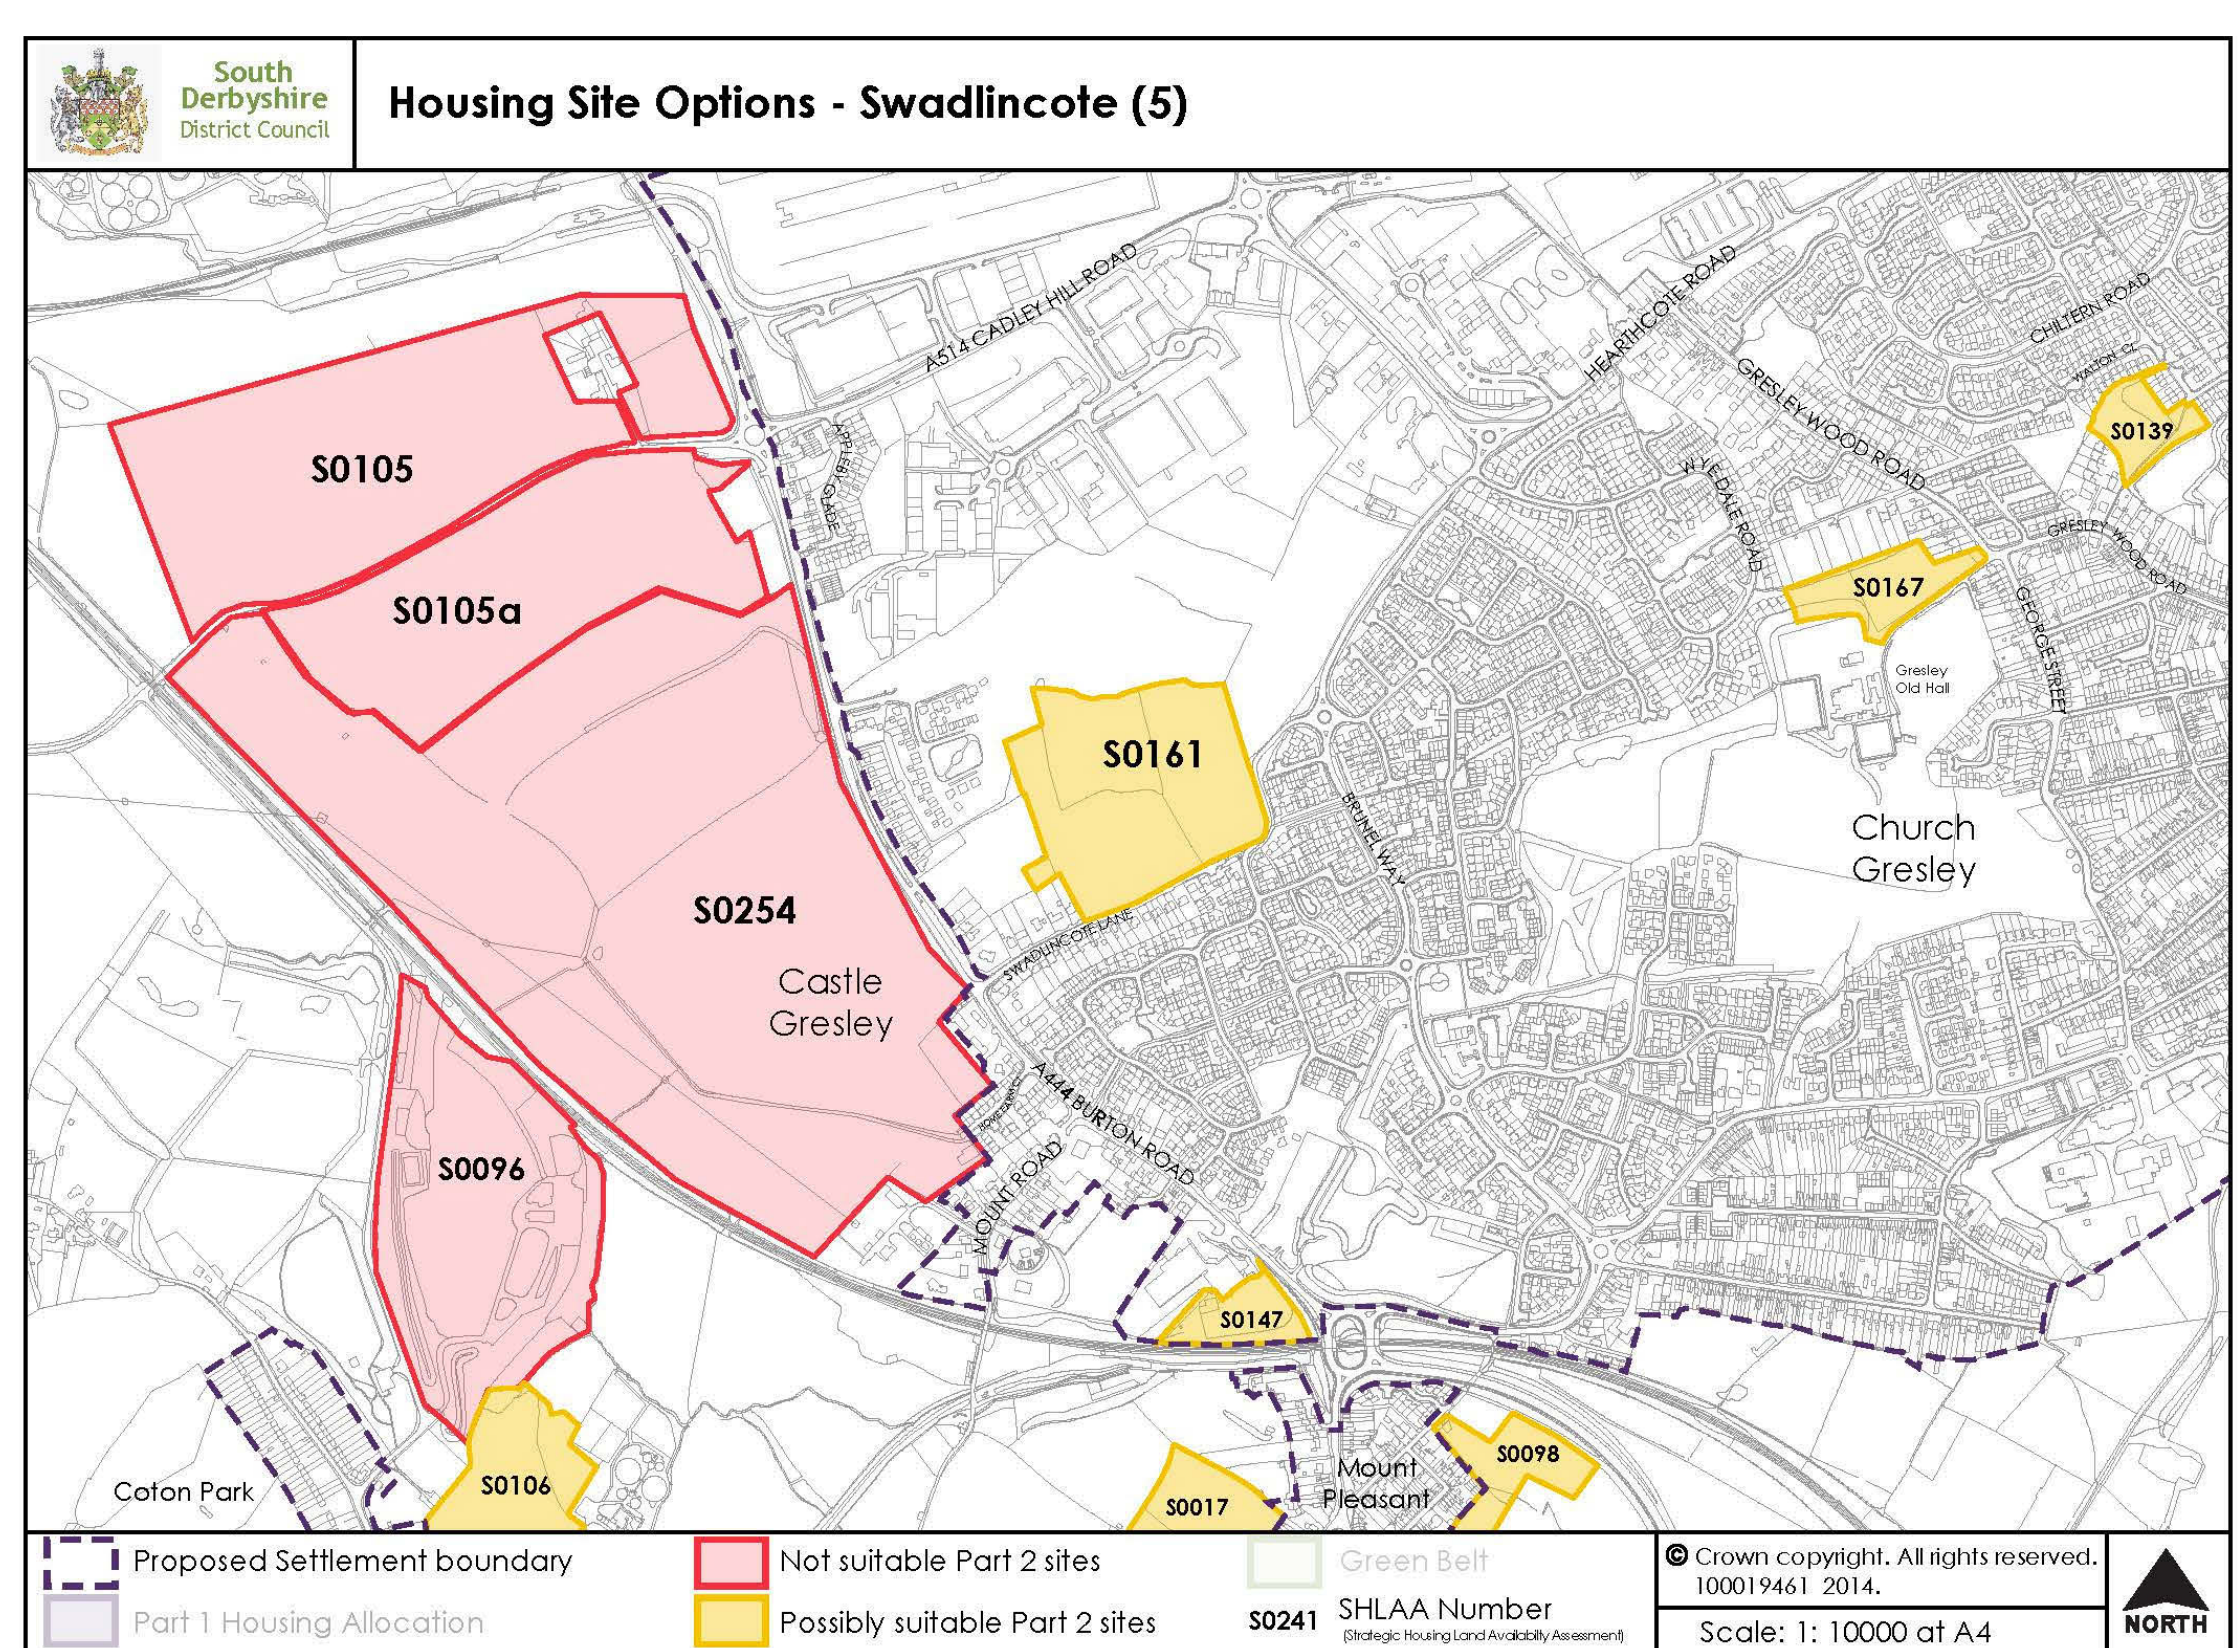 South
Derbyshire
District Council
Housing Site Options - Swadlincote (5)
A514 CADLEY HILL ROAD
HEARTHCOTE ROAD
CHILTERN ROAD
WALTON CL
GRESLEY WOOD ROAD
S0139
S0105
APPLEBY GLADE
WYEDALE ROAD
GRESLEY WOOD ROAD
S0167
S0105a
GEORGE STREET
Gresley
Old Hall
S0161
BRUNEL WAY
Church
Gresley
S0254
SWADLINCOTE LANE
Castle
Gresley
A444 BURTON ROAD
HOME FARM CT
MOUNT ROAD
S0096
S0147
S0098
Mount
Pleasant
S0106
Coton Park
S0017
Proposed Settlement boundary
Part 1 Housing Allocation
Not suitable Part 2 sites
Possibly suitable Part 2 sites
Green Belt
S0241 SHLAA Number
(Strategic Housing Land Availabilty Assessment)
© Crown copyright. All rights reserved.
100019461 2014.
Scale: 1: 10000 at A4
NORTH